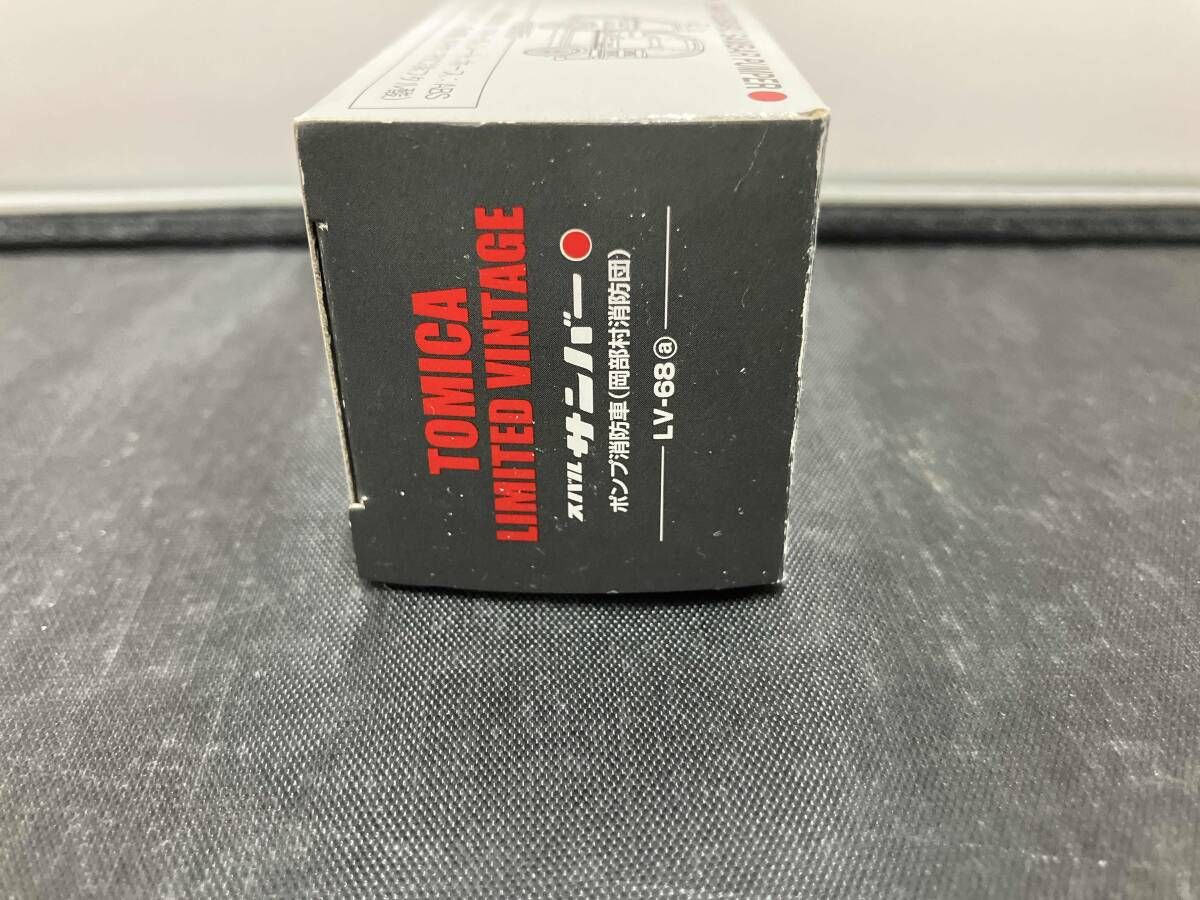 TOMICA
LIMITED VINTAGE
スバル サンバー
ポンプ消防車(岡部村消防団)
LV-68ⓐ
PUMPER